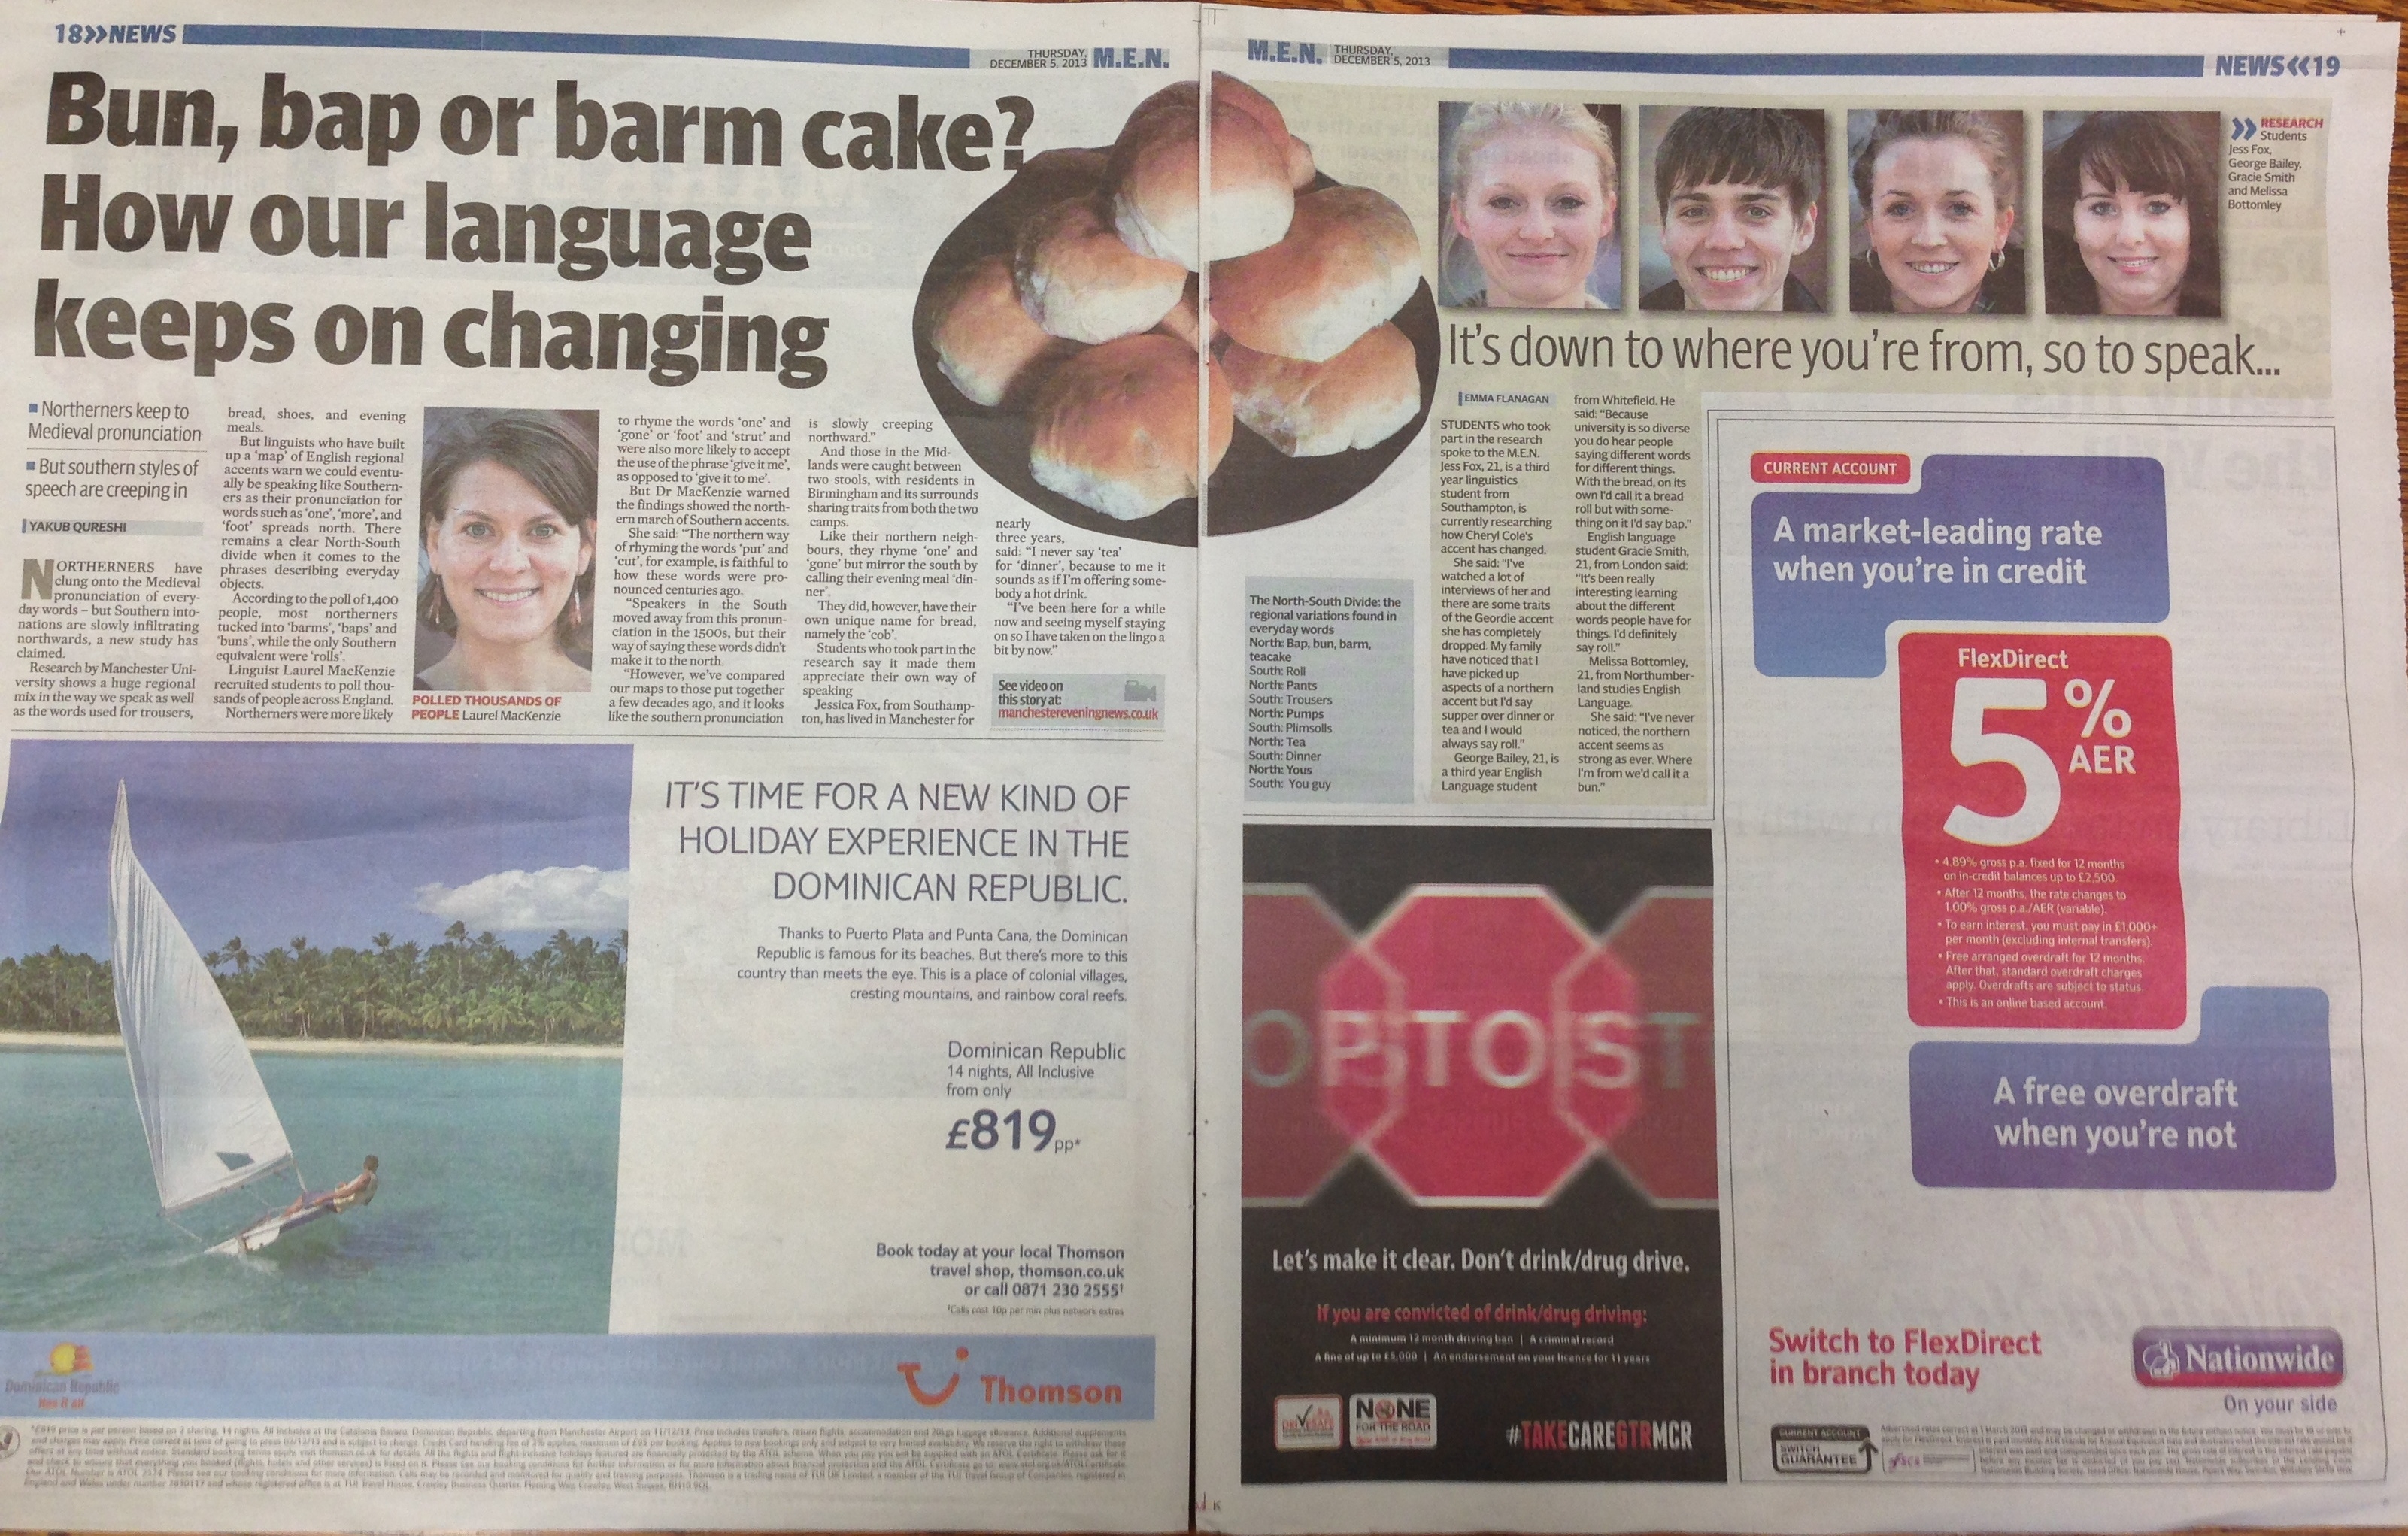 18>>NEWS
THURSDAY,
DECEMBER 5, 2013
M.E.N.
Bun, bap or barm cake?
How our language
keeps on changing
Northerners keep to
Medieval pronunciation
But southern styles of
speech are creeping in
YAKUB QURESHI
NORTHERNERS have
clung onto the Medieval
pronunciation of every-
day words – but Southern into-
nations are slowly infiltrating
northwards, a new study has
claimed.
Research by Manchester Uni-
versity shows a huge regional
mix in the way we speak as well
as the words used for trousers,
bread, shoes, and evening
meals.
But linguists who have built
up a ‘map’ of English regional
accents warn we could eventu-
ally be speaking like Southern-
ers as their pronunciation for
words such as ‘one’, ‘more’, and
‘foot’ spreads north. There
remains a clear North-South
divide when it comes to the
phrases describing everyday
objects.
According to the poll of 1,400
people, most northerners
tucked into ‘barms’, ‘baps’ and
‘buns’, while the only Southern
equivalent were ‘rolls’.
Linguist Laurel MacKenzie
recruited students to poll thou-
sands of people across England.
Northerners were more likely
POLLED THOUSANDS OF
PEOPLE Laurel MacKenzie
to rhyme the words ‘one’ and
‘gone’ or ‘foot’ and ‘strut’ and
were also more likely to accept
the use of the phrase ‘give it me’,
as opposed to ‘give it to me’.
But Dr MacKenzie warned
the findings showed the north-
ern march of Southern accents.
She said: “The northern way
of rhyming the words ‘put’ and
‘cut’, for example, is faithful to
how these words were pro-
nounced centuries ago.
“Speakers in the South
moved away from this pronun-
ciation in the 1500s, but their
way of saying these words didn’t
make it to the north.
“However, we’ve compared
our maps to those put together
a few decades ago, and it looks
like the southern pronunciation
is slowly creeping
northward.”
And those in the Mid-
lands were caught between
two stools, with residents in
Birmingham and its surrounds
sharing traits from both the two
camps.
Like their northern neigh-
bours, they rhyme ‘one’ and
‘gone’ but mirror the south by
calling their evening meal ‘din-
ner’.
They did, however, have their
own unique name for bread,
namely the ‘cob’.
Students who took part in the
research say it made them
appreciate their own way of
speaking
Jessica Fox, from Southamp-
ton, has lived in Manchester for
nearly
three years,
said: “I never say ‘tea’
for ‘dinner’, because to me it
sounds as if I’m offering some-
body a hot drink.
“I’ve been here for a while
now and seeing myself staying
on so I have taken on the lingo a
bit by now.”
See video on
this story at:
manchestereveningnews.co.uk
IT’S TIME FOR A NEW KIND OF
HOLIDAY EXPERIENCE IN THE
DOMINICAN REPUBLIC.
Thanks to Puerto Plata and Punta Cana, the Dominican
Republic is famous for its beaches. But there’s more to this
country than meets the eye. This is a place of colonial villages,
cresting mountains, and rainbow coral reefs.
Dominican Republic
14 nights, All Inclusive
from only
£819pp*
Book today at your local Thomson
travel shop, thomson.co.uk
or call 0871 230 2555†
†Calls cost 10p per min plus network extras
Dominican Republic
Has it all
Thomson
M.E.N.
THURSDAY,
DECEMBER 5, 2013
NEWS<<19
RESEARCH
Students
Jess Fox,
George Bailey,
Gracie Smith
and Melissa
Bottomley
It’s down to where you’re from, so to speak...
EMMA FLANAGAN
STUDENTS who took
part in the research
spoke to the M.E.N.
Jess Fox, 21, is a third
year linguistics
student from
Southampton, is
currently researching
how Cheryl Cole’s
accent has changed.
She said: “I’ve
watched a lot of
interviews of her and
there are some traits
of the Geordie accent
she has completely
dropped. My family
have noticed that I
have picked up
aspects of a northern
accent but I’d say
supper over dinner or
tea and I would
always say roll.”
George Bailey, 21, is
a third year English
Language student
from Whitefield. He
said: “Because
university is so diverse
you do hear people
saying different words
for different things.
With the bread, on its
own I’d call it a bread
roll but with some-
thing on it I’d say bap.”
English language
student Gracie Smith,
21, from London said:
“It’s been really
interesting learning
about the different
words people have for
things. I’d definitely
say roll.”
Melissa Bottomley,
21, from Northumber-
land studies English
Language.
She said: “I’ve never
noticed, the northern
accent seems as
strong as ever. Where
I’m from we’d call it a
bun.”
The North-South Divide: the
regional variations found in
everyday words
North: Bap, bun, barm,
teacake
South: Roll
North: Pants
South: Trousers
North: Pumps
South: Plimsolls
North: Tea
South: Dinner
North: Yous
South: You guy
Let’s make it clear. Don’t drink/drug drive.
If you are convicted of drink/drug driving:
A minimum 12 month driving ban | A criminal record
A fine of up to £5,000 | An endorsement on your licence for 11 years
DRIVESAFE
NONE
FOR THE ROAD
#TAKECAREGTRMCR
CURRENT ACCOUNT
A market-leading rate
when you’re in credit
FlexDirect
5%
AER
• 4.89% gross p.a. fixed for 12 months
on in-credit balances up to £2,500.
• After 12 months, the rate changes to
1.00% gross p.a./AER (variable).
• To earn interest, you must pay in £1,000+
per month (excluding internal transfers).
• Free arranged overdraft for 12 months.
After that, standard overdraft charges
apply. Overdrafts are subject to status.
• This is an online based account.
A free overdraft
when you’re not
Switch to FlexDirect
in branch today
Nationwide
On your side
CURRENT ACCOUNT
SWITCH
GUARANTEE
fscs